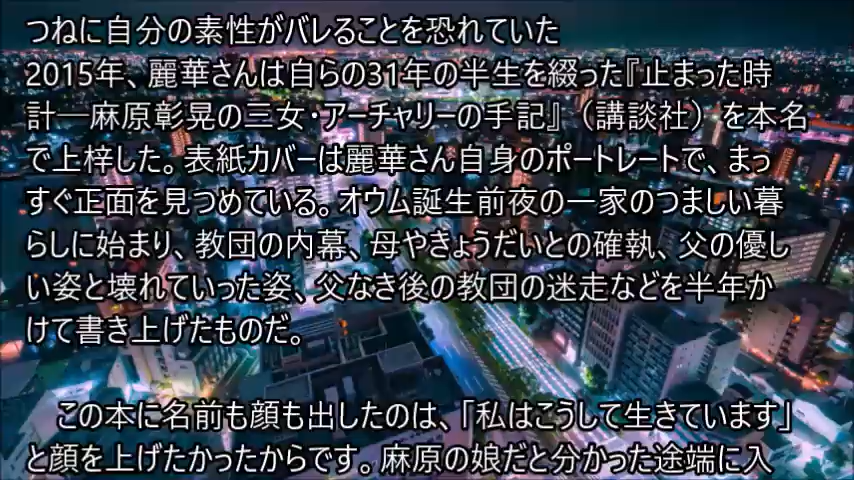 つねに自分の素性がバレることを恐れていた
2015年、麗華さんは自らの31年の半生を綴った『止まった時
計―麻原彰晃の三女・アーチャリーの手記』（講談社）を本名
で上梓した。表紙カバーは麗華さん自身のポートレートで、まっ
すぐ正面を見つめている。オウム誕生前夜の一家のつましい暮
らしに始まり、教団の内幕、母やきょうだいとの確執、父の優し
い姿と壊れていった姿、父なき後の教団の迷走などを半年か
けて書き上げたものだ。
この本に名前も顔も出したのは、「私はこうして生きています」
と顔を上げたかったからです。麻原の娘だと分かった途端に入